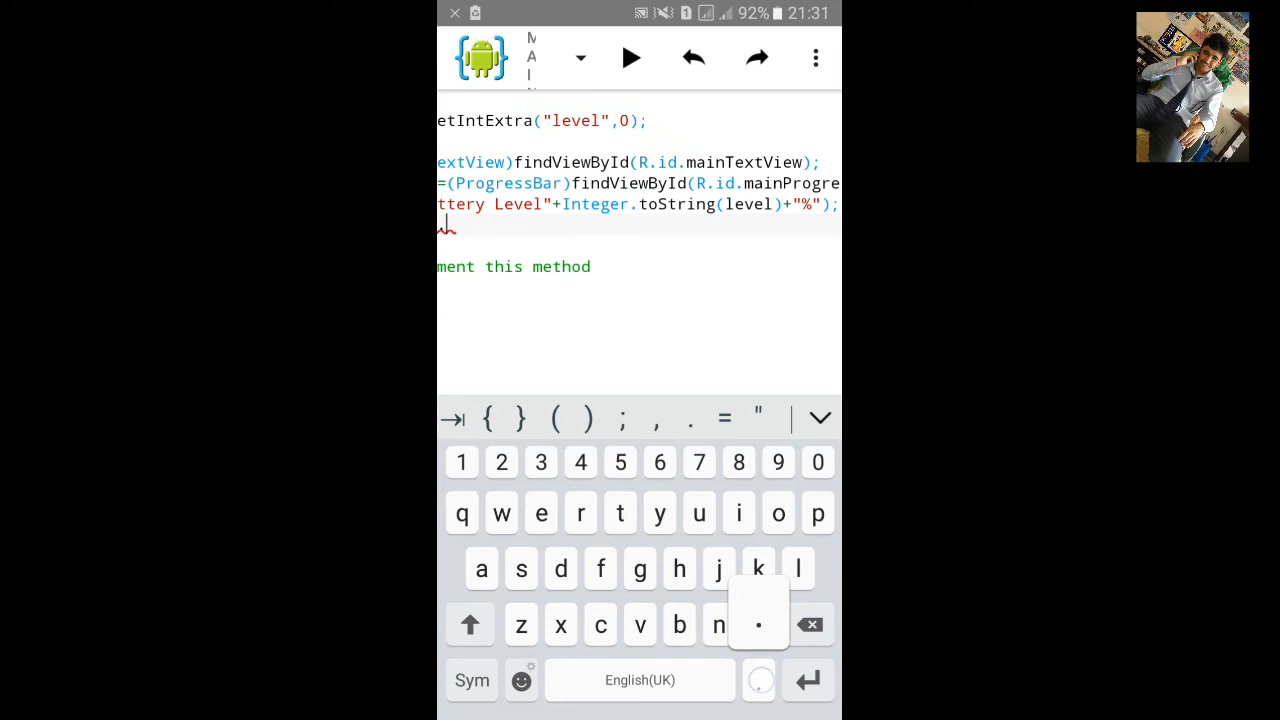 1 92% 21:31
M
A
I
etIntExtra("level",0);
extView)findViewById(R.id.mainTextView);
=(ProgressBar)findViewById(R.id.mainProgre
ttery Level"+Integer.toString(level)+"%");
.
ment this method
{ } ( ) ; , . = "
1 2 3 4 5 6 7 8 9 0
q w e r t y u i o p
a s d f g h j k l
z x c v b n .
Sym English(UK) .